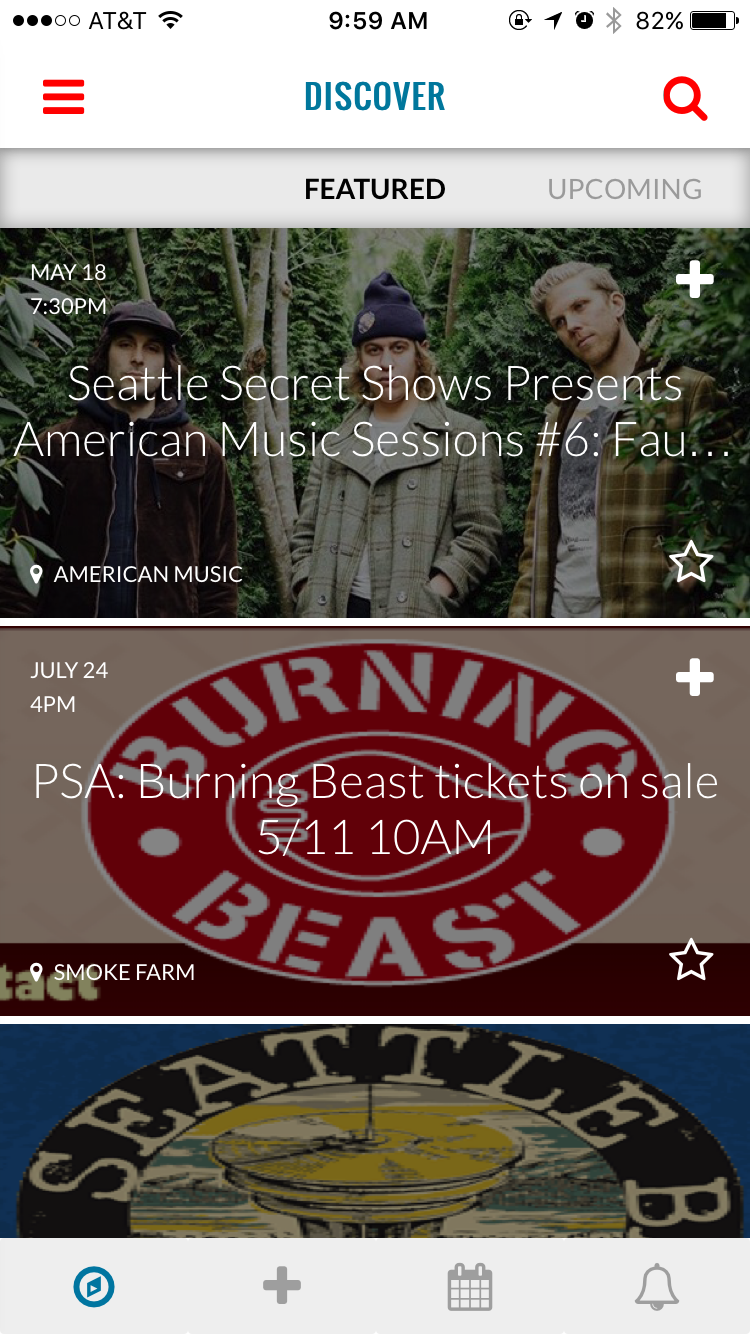 AT&T 9:59 AM 82%
DISCOVER
FEATURED UPCOMING
MAY 18
7:30PM
Seattle Secret Shows Presents
American Music Sessions #6: Fau...
AMERICAN MUSIC
JULY 24
4PM
BURNING
PSA: Burning Beast tickets on sale
5/11 10AM
BEAST
tact
SMOKE FARM
SEATTLE B